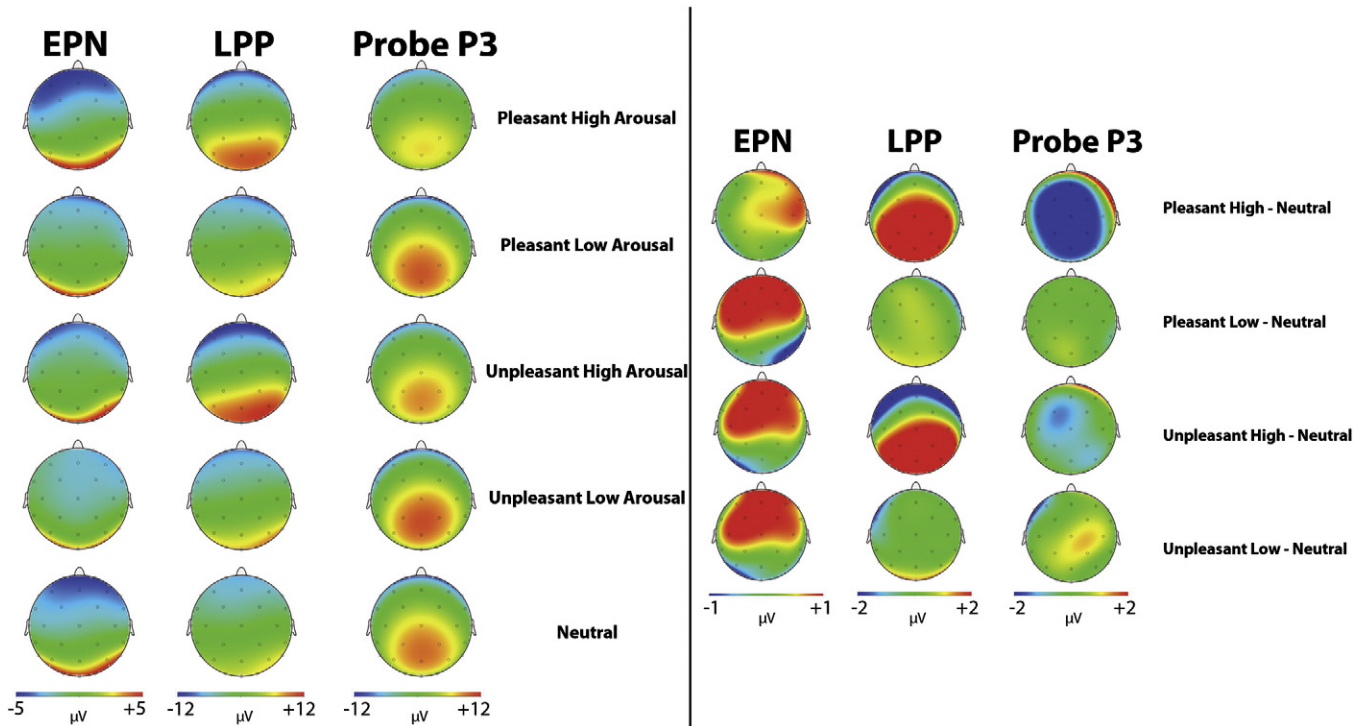 EPN LPP Probe P3
Pleasant High Arousal
Pleasant Low Arousal
Unpleasant High Arousal
Unpleasant Low Arousal
Neutral
-5 +5 -12 +12 -12 +12
µV µV µV
EPN LPP Probe P3
Pleasant High - Neutral
Pleasant Low - Neutral
Unpleasant High - Neutral
Unpleasant Low - Neutral
-1 +1 -2 +2 -2 +2
µV µV µV